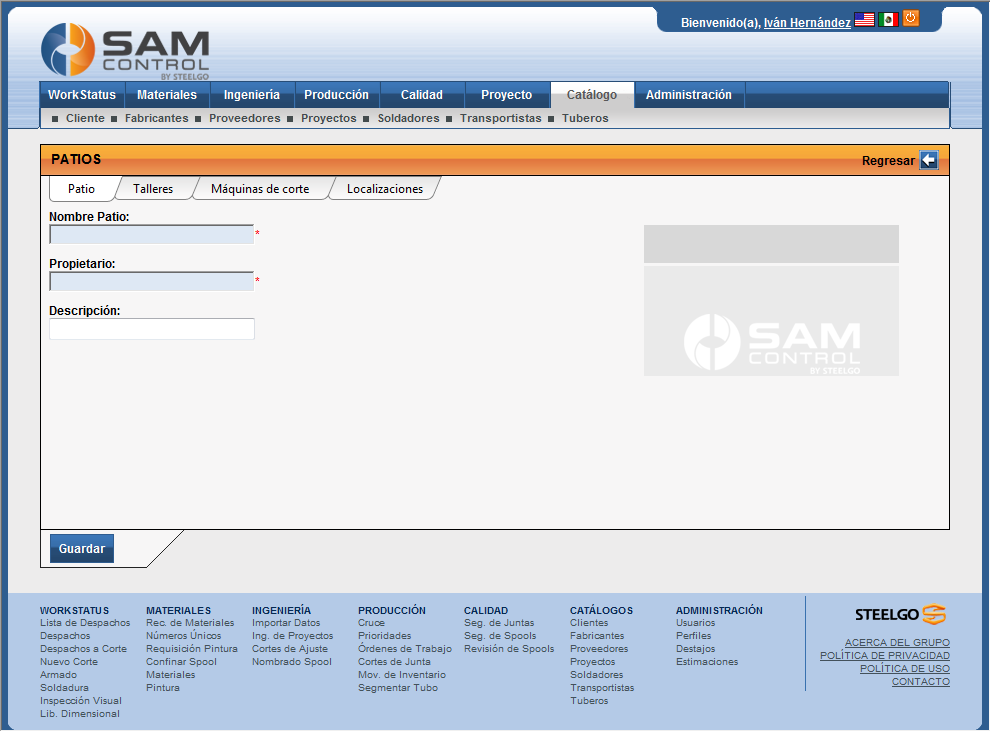 Bienvenido(a), Iván Hernández
SAM
CONTROL
BY STEELGO
WorkStatus Materiales Ingeniería Producción Calidad Proyecto Catálogo Administración
Cliente Fabricantes Proveedores Proyectos Soldadores Transportistas Tuberos
PATIOS Regresar
Patio Talleres Máquinas de corte Localizaciones
Nombre Patio:
*
Propietario:
*
Descripción:
SAM
CONTROL
BY STEELGO
Guardar
WORKSTATUS
Lista de Despachos
Despachos
Despachos a Corte
Nuevo Corte
Armado
Soldadura
Inspección Visual
Lib. Dimensional
MATERIALES
Rec. de Materiales
Números Únicos
Requisición Pintura
Confinar Spool
Materiales
Pintura
INGENIERÍA
Importar Datos
Ing. de Proyectos
Cortes de Ajuste
Nombrado Spool
PRODUCCIÓN
Cruce
Prioridades
Órdenes de Trabajo
Cortes de Junta
Mov. de Inventario
Segmentar Tubo
CALIDAD
Seg. de Juntas
Seg. de Spools
Revisión de Spools
CATÁLOGOS
Clientes
Fabricantes
Proveedores
Proyectos
Soldadores
Transportistas
Tuberos
ADMINISTRACIÓN
Usuarios
Perfiles
Destajos
Estimaciones
STEELGO
ACERCA DEL GRUPO
POLÍTICA DE PRIVACIDAD
POLÍTICA DE USO
CONTACTO